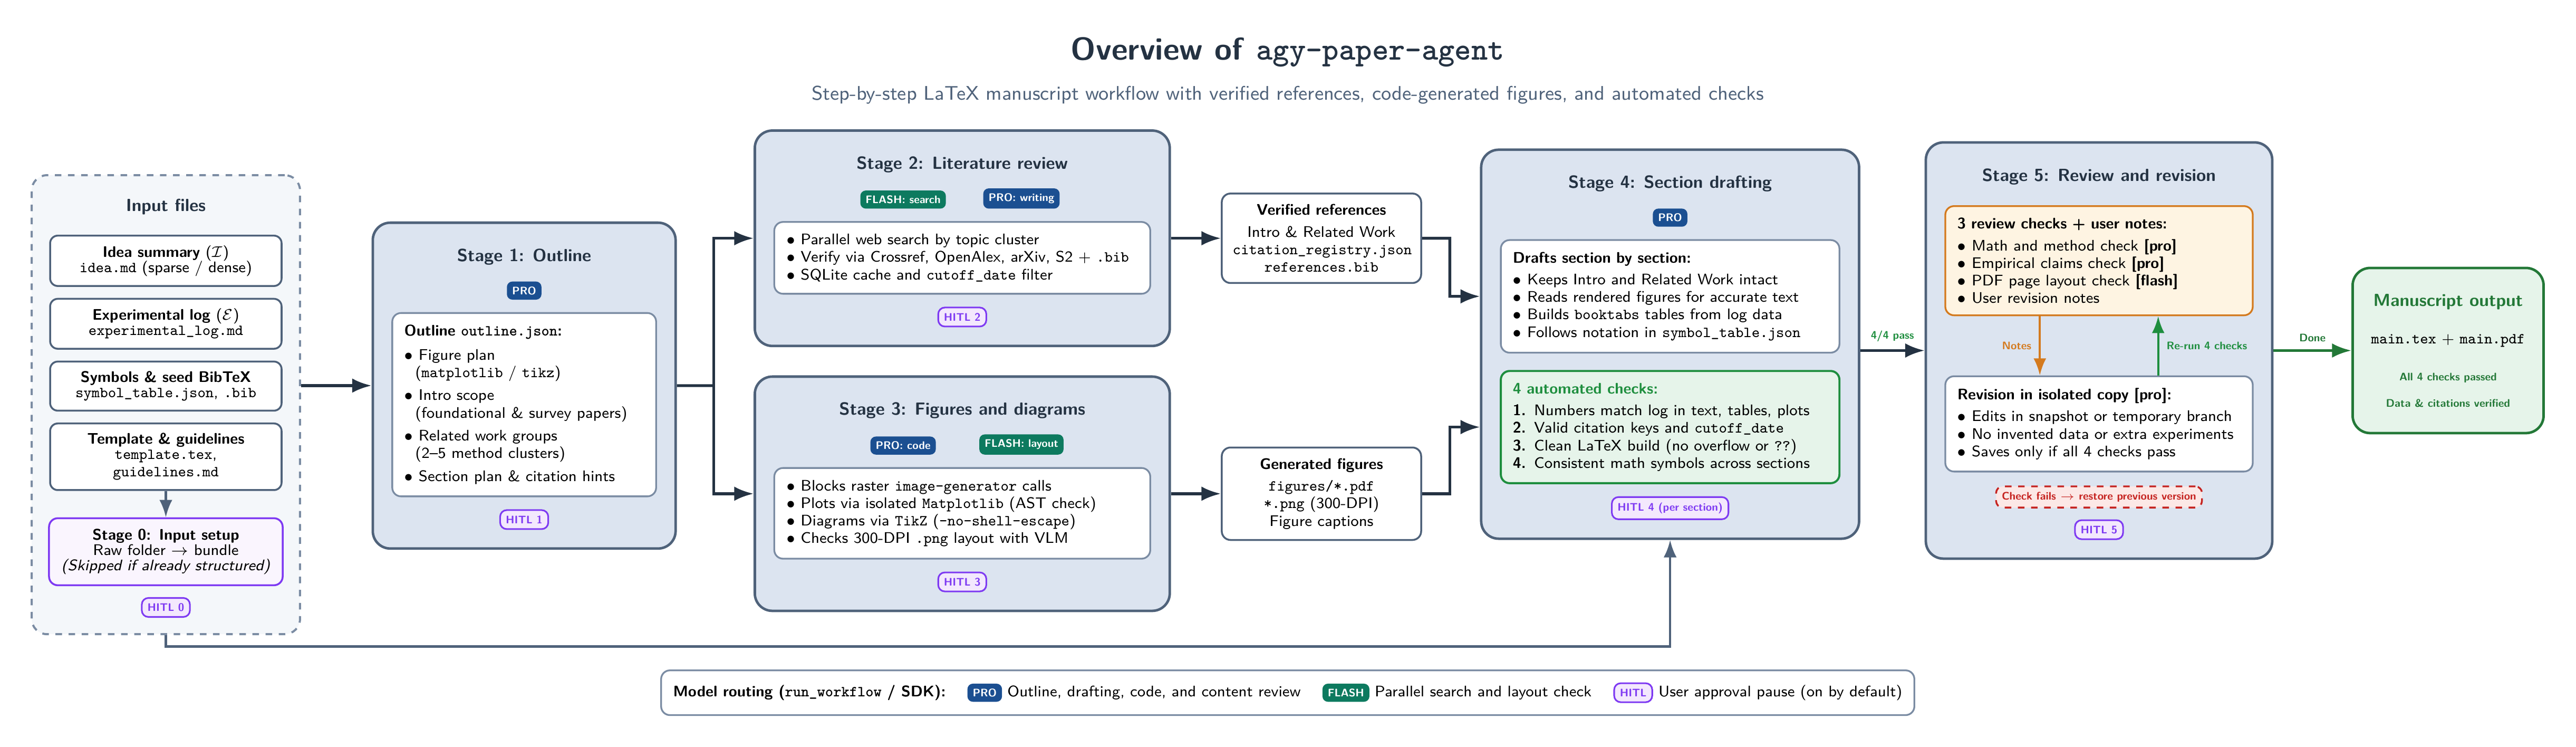 Overview of agy-paper-agent
Step-by-step LaTeX manuscript workflow with verified references, code-generated figures, and automated checks
Input files
Idea summary (ℐ)
idea.md (sparse / dense)
Experimental log (ℰ)
experimental_log.md
Symbols & seed BibTeX
symbol_table.json, .bib
Template & guidelines
template.tex,
guidelines.md
Stage 0: Input setup
Raw folder → bundle
(Skipped if already structured)
HITL 0
Stage 1: Outline
PRO
Outline outline.json:
• Figure plan
(matplotlib / tikz)
• Intro scope
(foundational & survey papers)
• Related work groups
(2–5 method clusters)
• Section plan & citation hints
HITL 1
Stage 2: Literature review
FLASH: search
PRO: writing
• Parallel web search by topic cluster
• Verify via Crossref, OpenAlex, arXiv, S2 + .bib
• SQLite cache and cutoff_date filter
HITL 2
Stage 3: Figures and diagrams
PRO: code
FLASH: layout
• Blocks raster image-generator calls
• Plots via isolated Matplotlib (AST check)
• Diagrams via TikZ (-no-shell-escape)
• Checks 300-DPI .png layout with VLM
HITL 3
Verified references
Intro & Related Work
citation_registry.json
references.bib
Generated figures
figures/*.pdf
*.png (300-DPI)
Figure captions
Stage 4: Section drafting
PRO
Drafts section by section:
• Keeps Intro and Related Work intact
• Reads rendered figures for accurate text
• Builds booktabs tables from log data
• Follows notation in symbol_table.json
4 automated checks:
1. Numbers match log in text, tables, plots
2. Valid citation keys and cutoff_date
3. Clean LaTeX build (no overflow or ??)
4. Consistent math symbols across sections
HITL 4 (per section)
4/4 pass
Stage 5: Review and revision
3 review checks + user notes:
• Math and method check [pro]
• Empirical claims check [pro]
• PDF page layout check [flash]
• User revision notes
Notes
Re-run 4 checks
Revision in isolated copy [pro]:
• Edits in snapshot or temporary branch
• No invented data or extra experiments
• Saves only if all 4 checks pass
Check fails → restore previous version
HITL 5
Done
Manuscript output
main.tex + main.pdf
All 4 checks passed
Data & citations verified
Model routing (run_workflow / SDK): PRO Outline, drafting, code, and content review FLASH Parallel search and layout check HITL User approval pause (on by default)